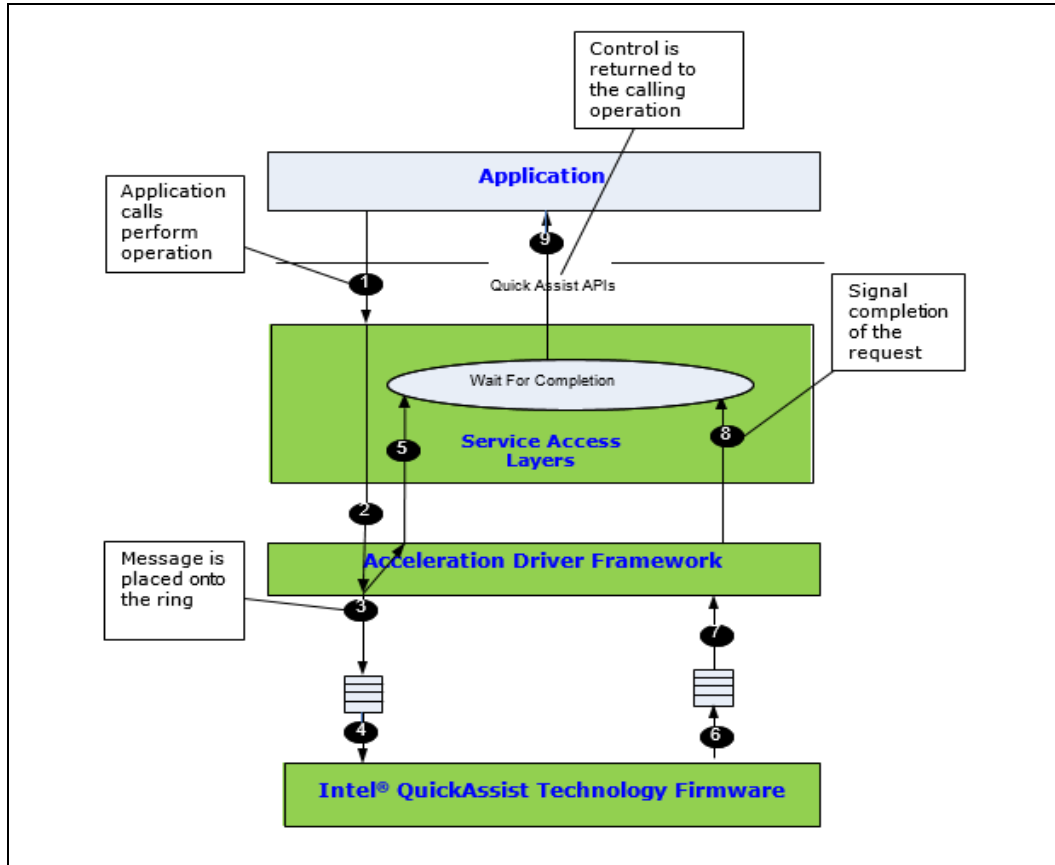 Control is
returned to
the calling
operation
Application
Application
calls
perform
operation
9
1
Quick Assist APIs
Signal
completion
of the
request
Wait For Completion
5
Service Access
Layers
8
2
Acceleration Driver Framework
Message is
placed onto
the ring
3
7
4
6
Intel® QuickAssist Technology Firmware